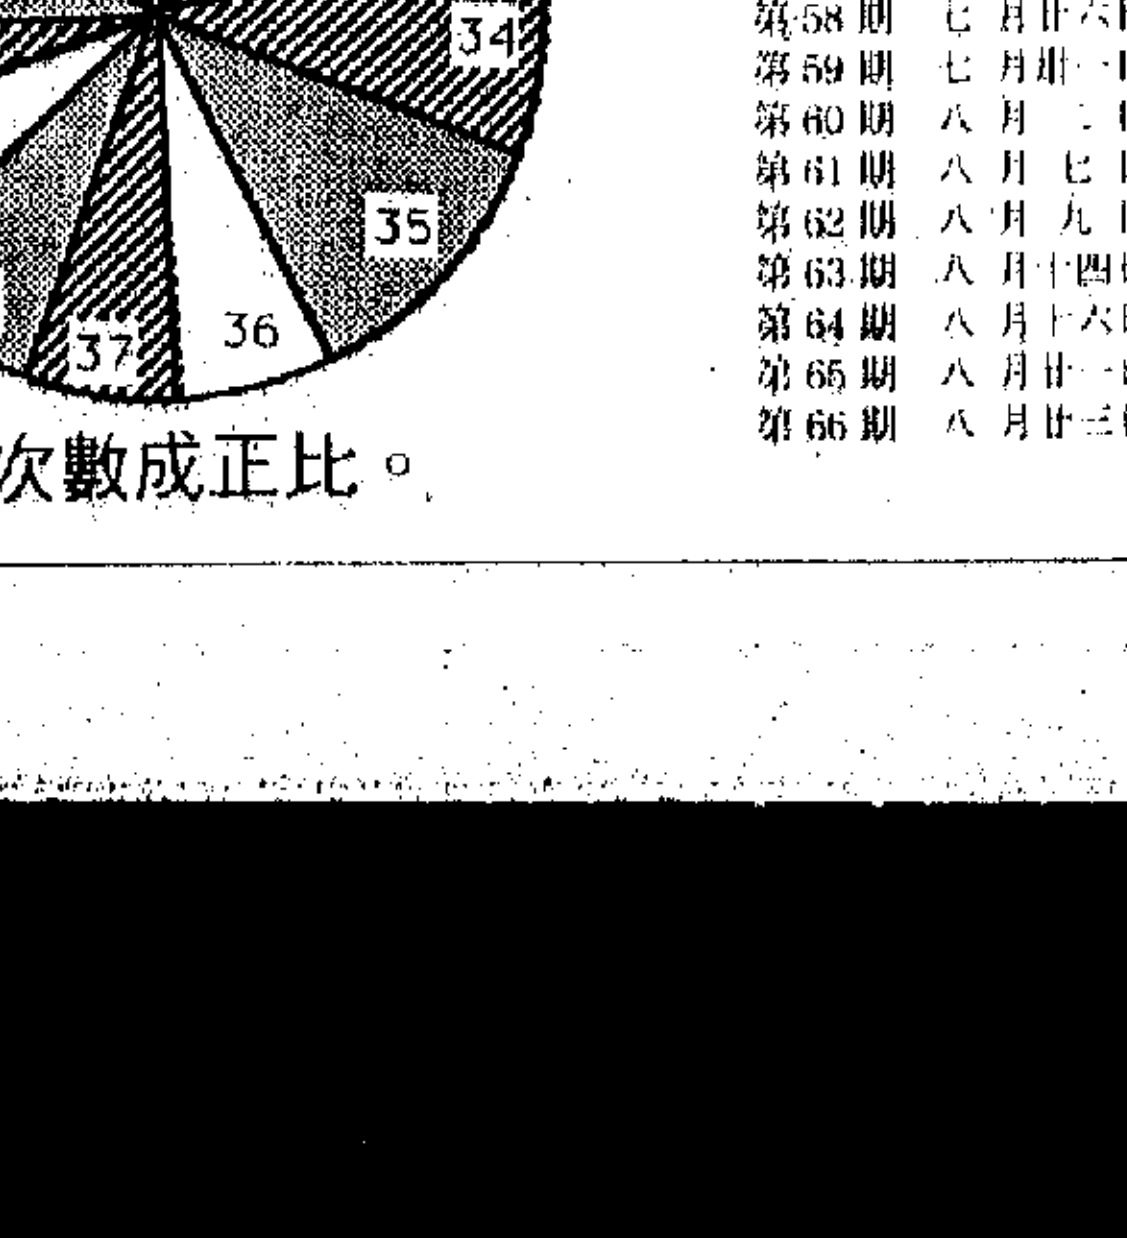 34
35
36
37
次數成正比。
第58期 七月廿六
第59期 七月卅一
第60期 八月二
第61期 八月七
第62期 八月九
第63期 八月十四
第64期 八月十六
第65期 八月廿一
第66期 八月廿三